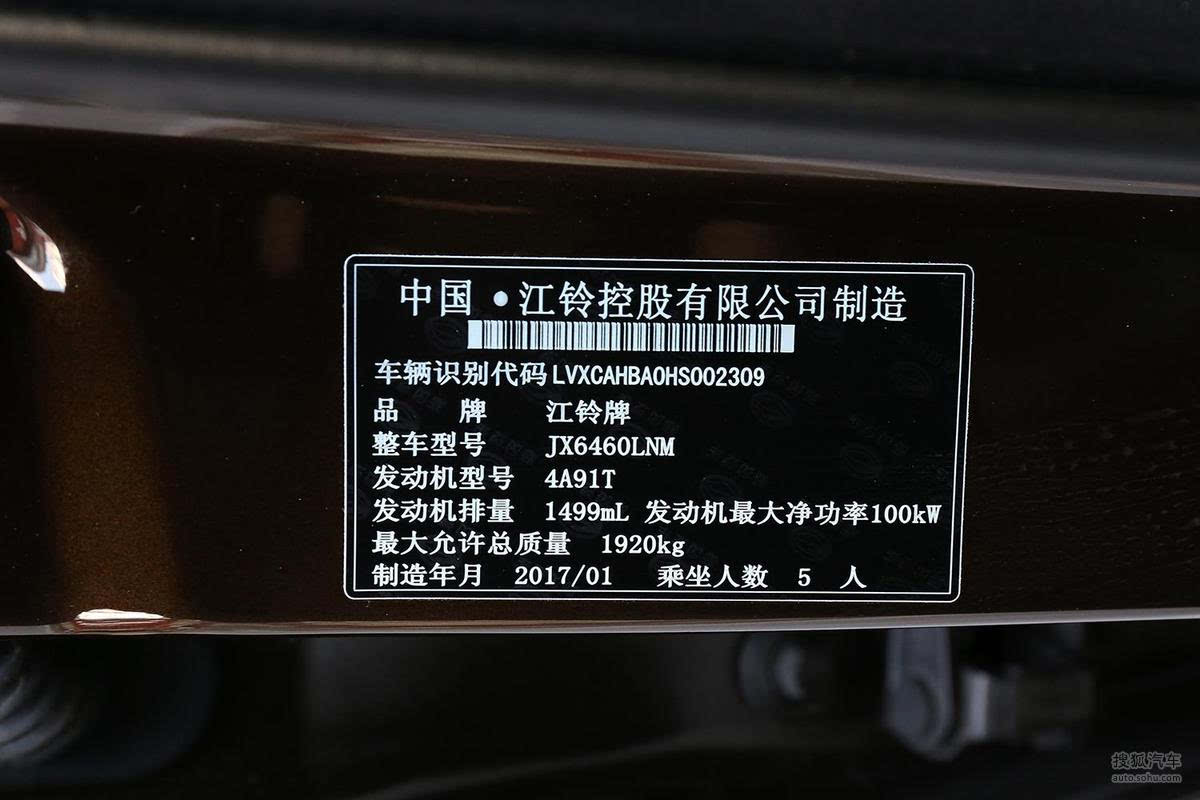 中国·江铃控股有限公司制造
车辆识别代码 LVXCAHBA0HS002309
品 牌 江铃牌
整车型号 JX6460LNM
发动机型号 4A91T
发动机排量 1499mL 发动机最大净功率100kW
最大允许总质量 1920kg
制造年月 2017/01 乘坐人数 5 人
搜狐汽车
auto.sohu.com